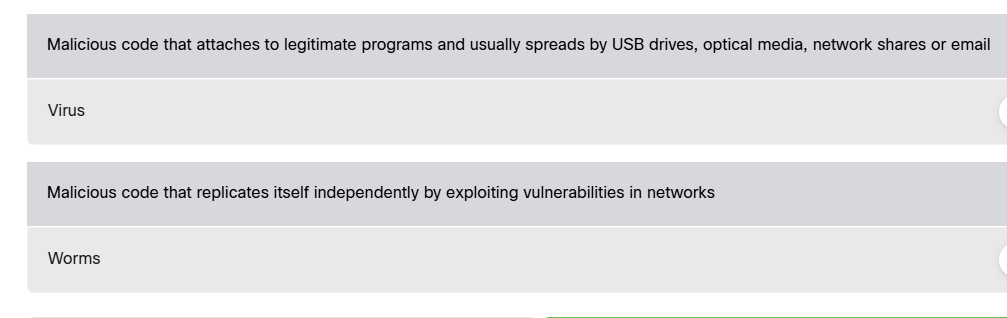 Malicious code that attaches to legitimate programs and usually spreads by USB drives, optical media, network shares or email
Virus
Malicious code that replicates itself independently by exploiting vulnerabilities in networks
Worms